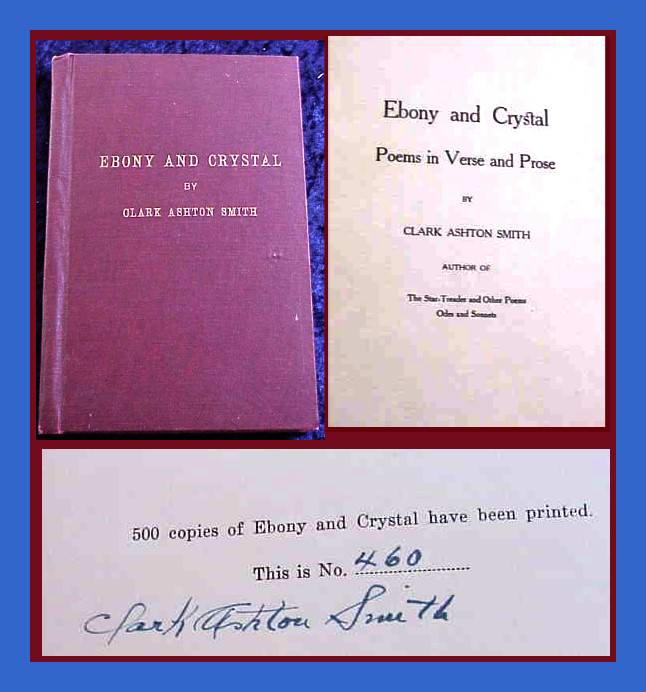 EBONY AND CRYSTAL
BY
CLARK ASHTON SMITH
Ebony and Crystal
Poems in Verse and Prose
BY
CLARK ASHTON SMITH
AUTHOR OF
The Star-Treader and Other Poems
Odes and Sonnets
500 copies of Ebony and Crystal have been printed.
This is No. 460
Clark Ashton Smith